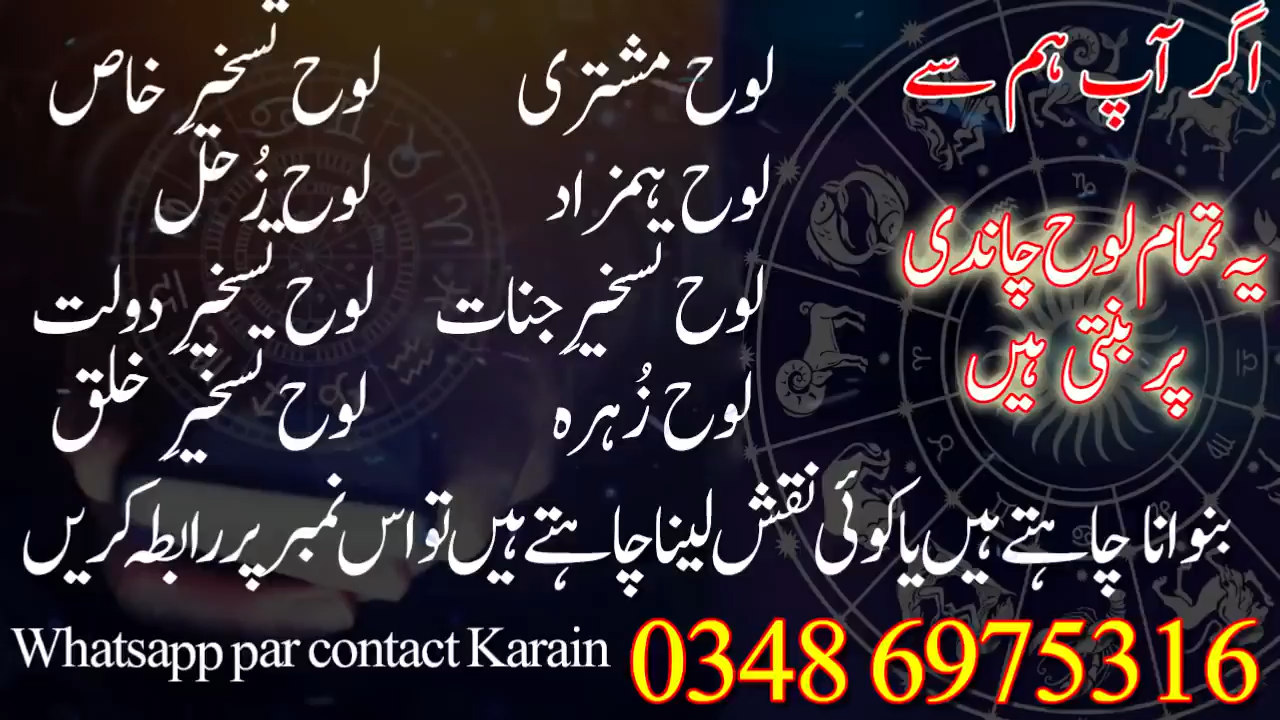 اگر آپ ہم سے
لوح مشتری
لوح تسخیرِ خاص
لوح ہمزاد
لوح زُحل
لوح تسخیرِ جنات
لوح تسخیرِ دولت
لوح زُہرہ
لوح تسخیرِ خلق
یہ تمام لوح چاندی
پر بنتی ہیں
بنوانا چاہتے ہیں یا کوئی نقش لینا چاہتے ہیں تو اس نمبر پر رابطہ کریں
Whatsapp par contact Karain 0348 6975316